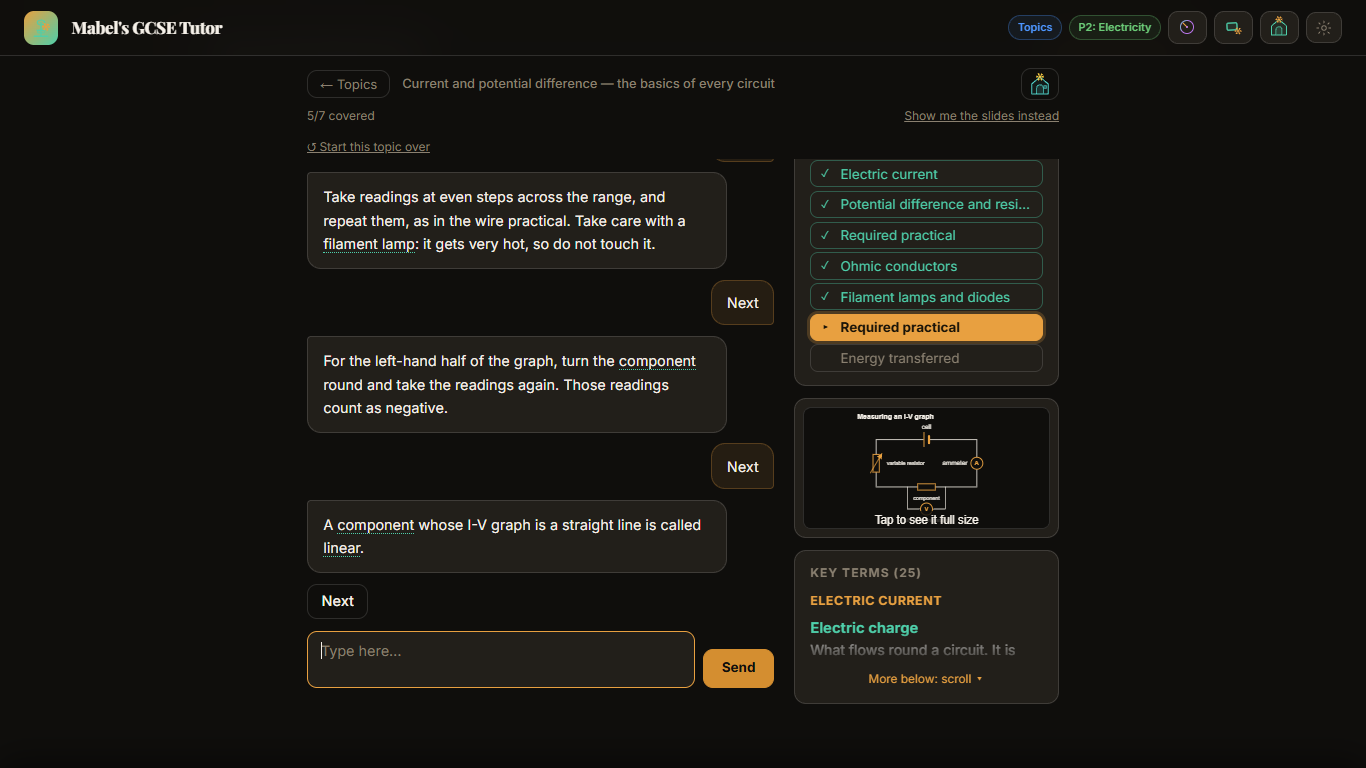 Mabel's GCSE Tutor
Topics
P2: Electricity
← Topics
Current and potential difference — the basics of every circuit
5/7 covered
Show me the slides instead
↺ Start this topic over
Take readings at even steps across the range, and
repeat them, as in the wire practical. Take care with a
filament lamp: it gets very hot, so do not touch it.
Next
For the left-hand half of the graph, turn the component
round and take the readings again. Those readings
count as negative.
Next
A component whose I-V graph is a straight line is called
linear.
Next
Type here...
Send
✓ Electric current
✓ Potential difference and resi...
✓ Required practical
✓ Ohmic conductors
✓ Filament lamps and diodes
▸ Required practical
Energy transferred
Measuring an I-V graph
cell
variable resistor
ammeter
A
component
V
Tap to see it full size
KEY TERMS (25)
ELECTRIC CURRENT
Electric charge
What flows round a circuit. It is
More below: scroll ▾